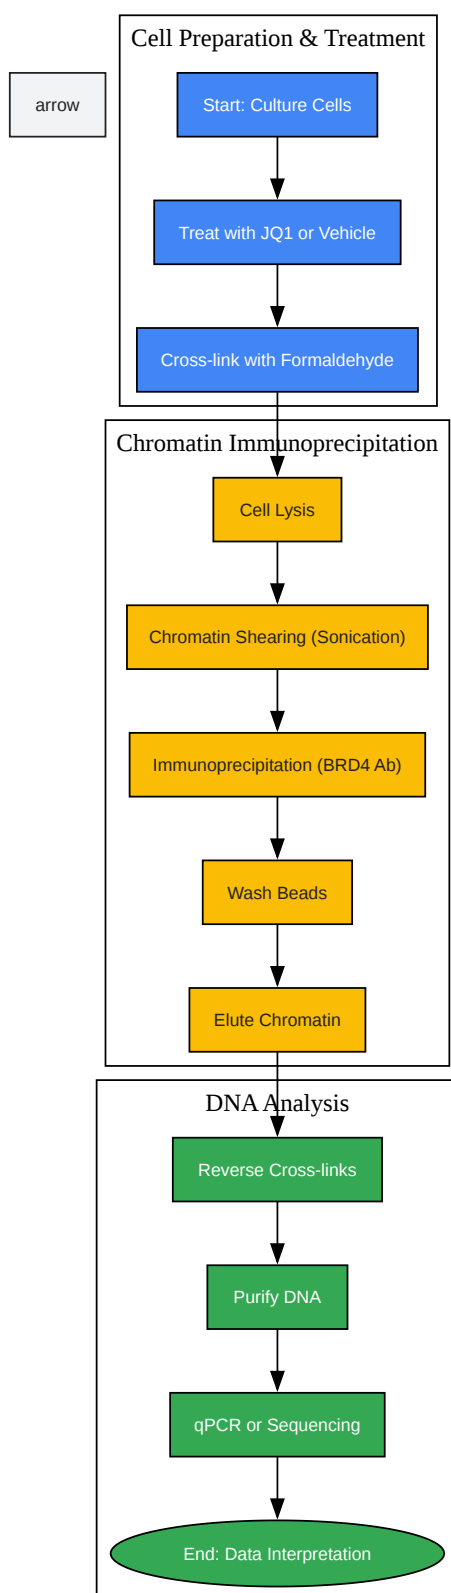 Cell Preparation & Treatment
arrow
Start: Culture Cells
Treat with JQ1 or Vehicle
Cross-link with Formaldehyde
Chromatin Immunoprecipitation
Cell Lysis
Chromatin Shearing (Sonication)
Immunoprecipitation (BRD4 Ab)
Wash Beads
Elute Chromatin
DNA Analysis
Reverse Cross-links
Purify DNA
qPCR or Sequencing
End: Data Interpretation